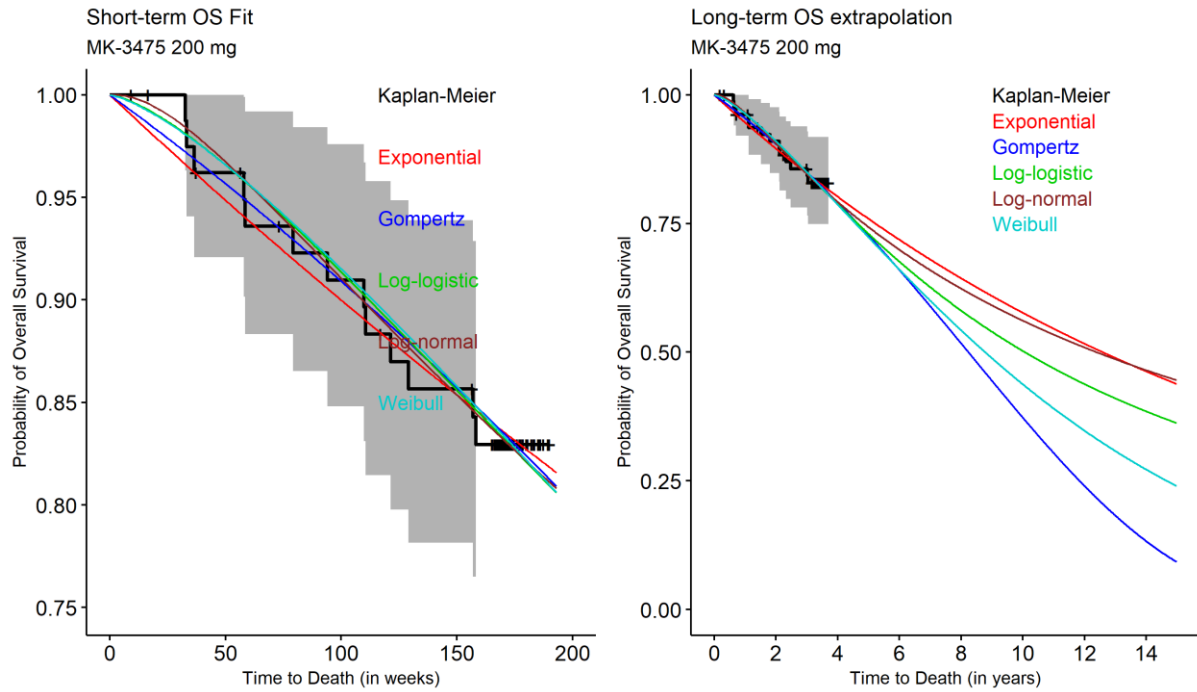 Short-term OS Fit
MK-3475 200 mg
Probability of Overall Survival
1.00
0.95
0.90
0.85
0.80
0.75
Kaplan-Meier
Exponential
Gompertz
Log-logistic
Log-normal
Weibull
0
50
100
150
200
Time to Death (in weeks)
Long-term OS extrapolation
MK-3475 200 mg
Probability of Overall Survival
1.00
0.75
0.50
0.25
0.00
Kaplan-Meier
Exponential
Gompertz
Log-logistic
Log-normal
Weibull
0
2
4
6
8
10
12
14
Time to Death (in years)